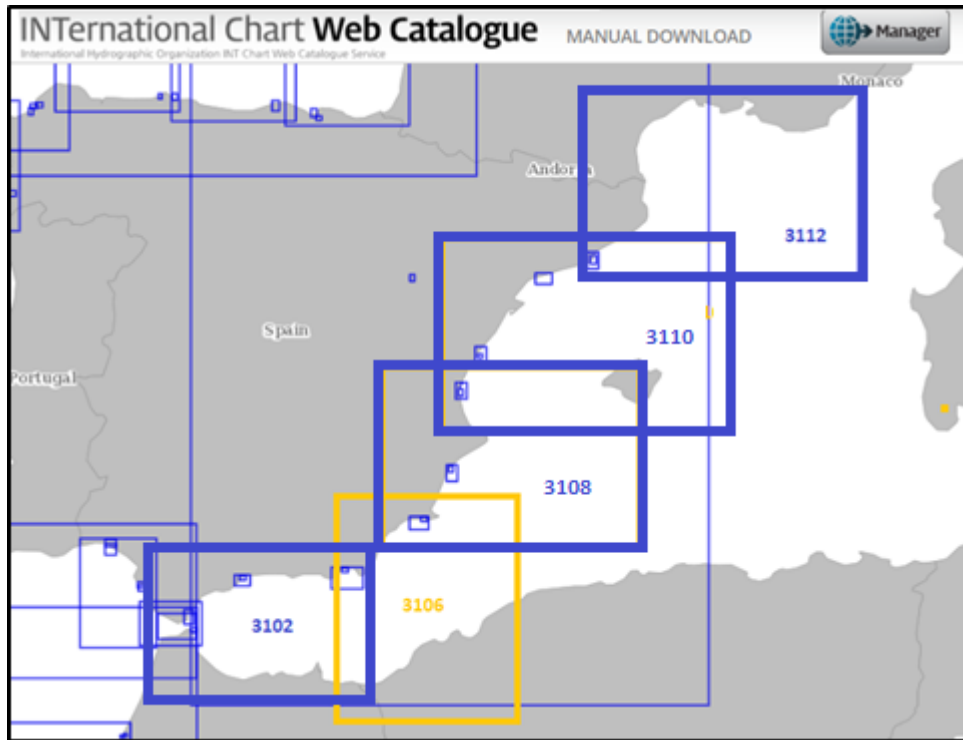 INTernational Chart Web Catalogue MANUAL DOWNLOAD Manager
International Hydrographic Organization INT Chart Web Catalogue Service
Monaco
Andorra
3112
Spain
3110
Portugal
3108
3106
3102